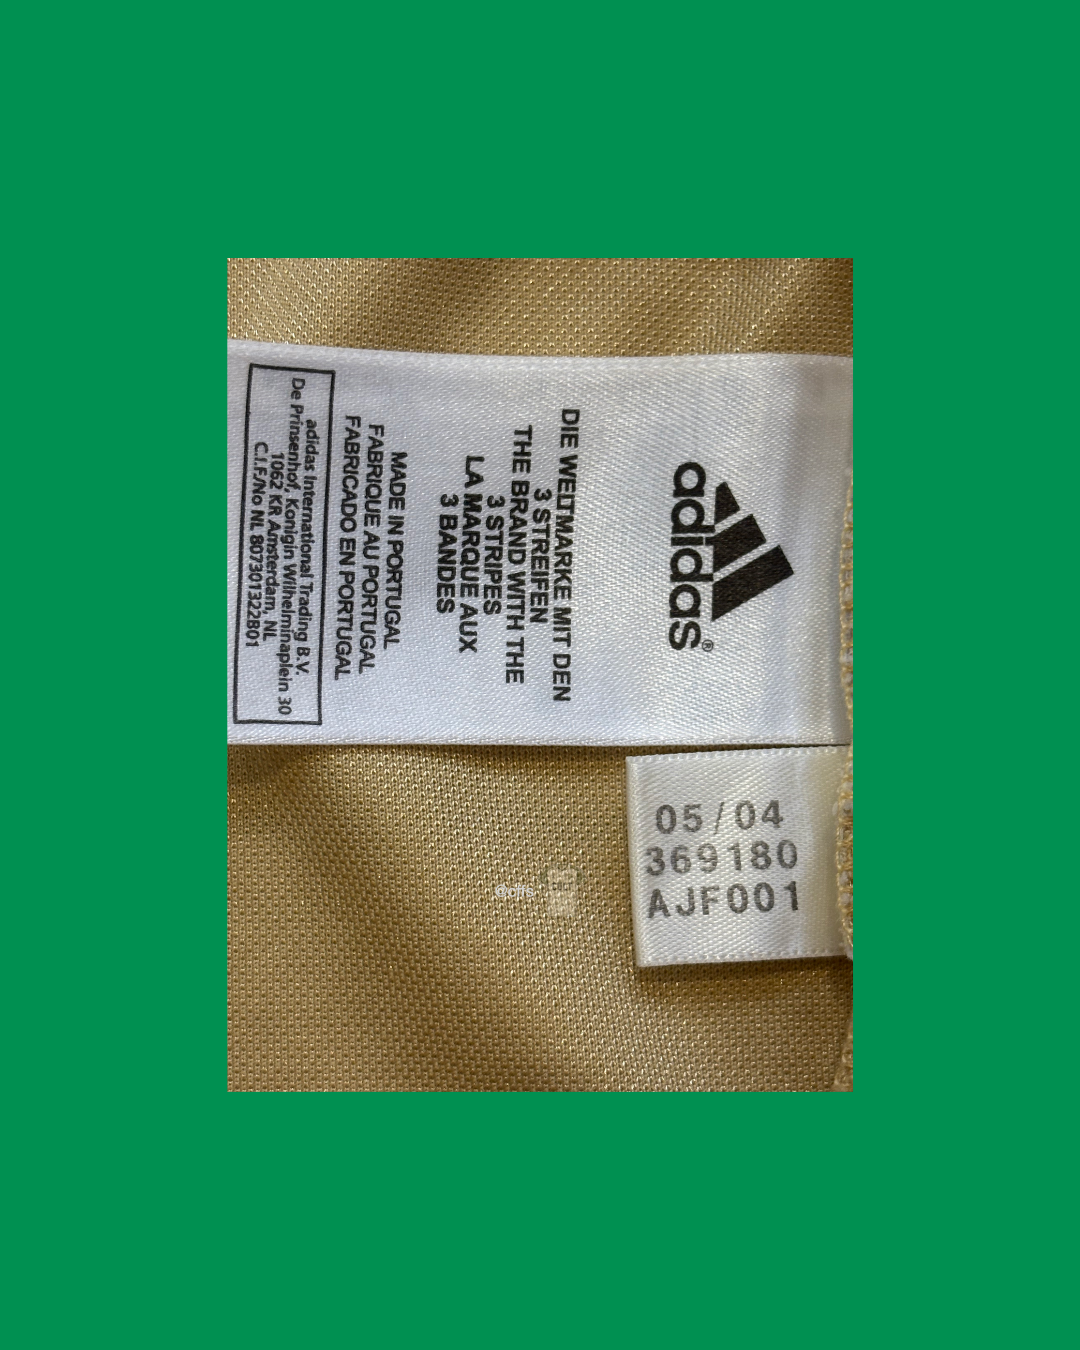 adidas®
DIE WELTMARKE MIT DEN
3 STREIFEN
THE BRAND WITH THE
3 STRIPES
LA MARQUE AUX
3 BANDES
MADE IN PORTUGAL
FABRIQUE AU PORTUGAL
FABRICADO EN PORTUGAL
adidas International Trading B.V.
De Prinsenhof, Konigin Wilhelminaplein 30
1062 KR Amsterdam, NL
C.I.F./No NL 807301322B01
05/04
369180
AJF001